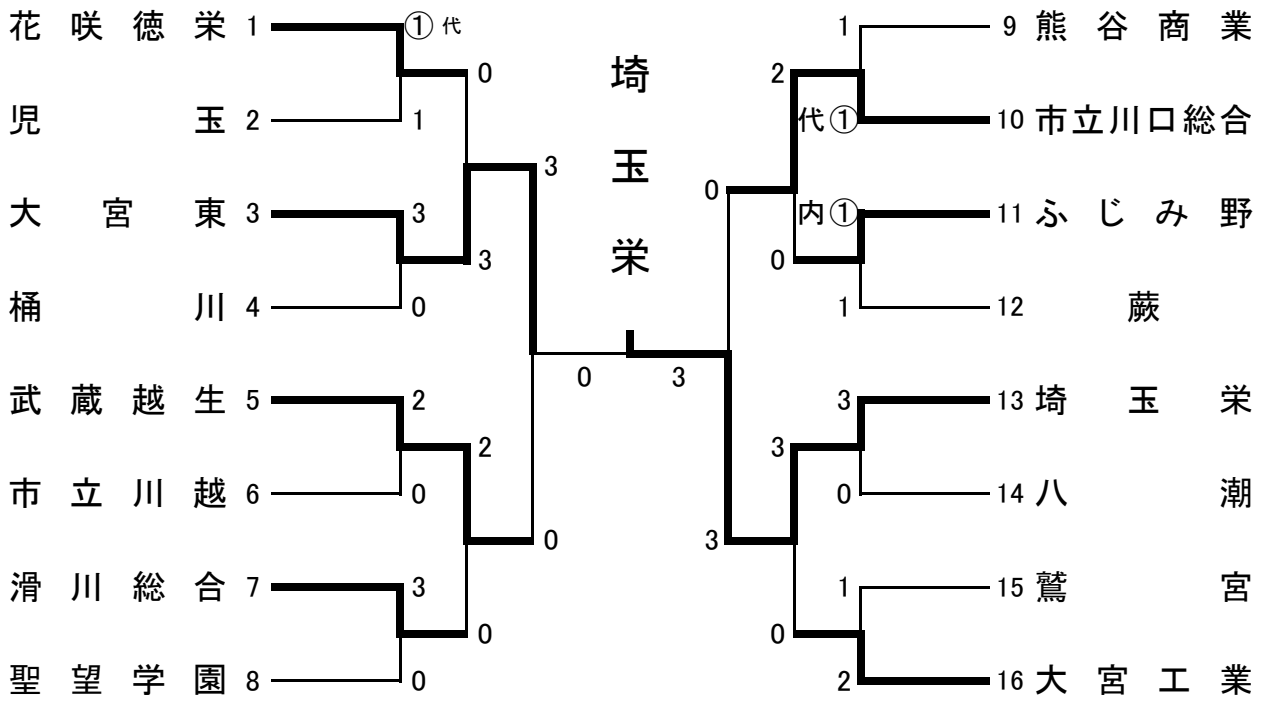 花咲徳栄 1 ① 代
0
児玉 2 1
大宮東 3 3
3
3
桶川 4 0
武蔵越生 5 2
2
市立川越 6 0
0
滑川総合 7 3
0
聖望学園 8 0
埼玉栄
0 3
1 9 熊谷商業
2
代① 10 市立川口総合
0
内① 11 ふじみ野
0
1 12 蕨
3 13 埼玉栄
3
0 14 八潮
3
1 15 鷲宮
0
2 16 大宮工業